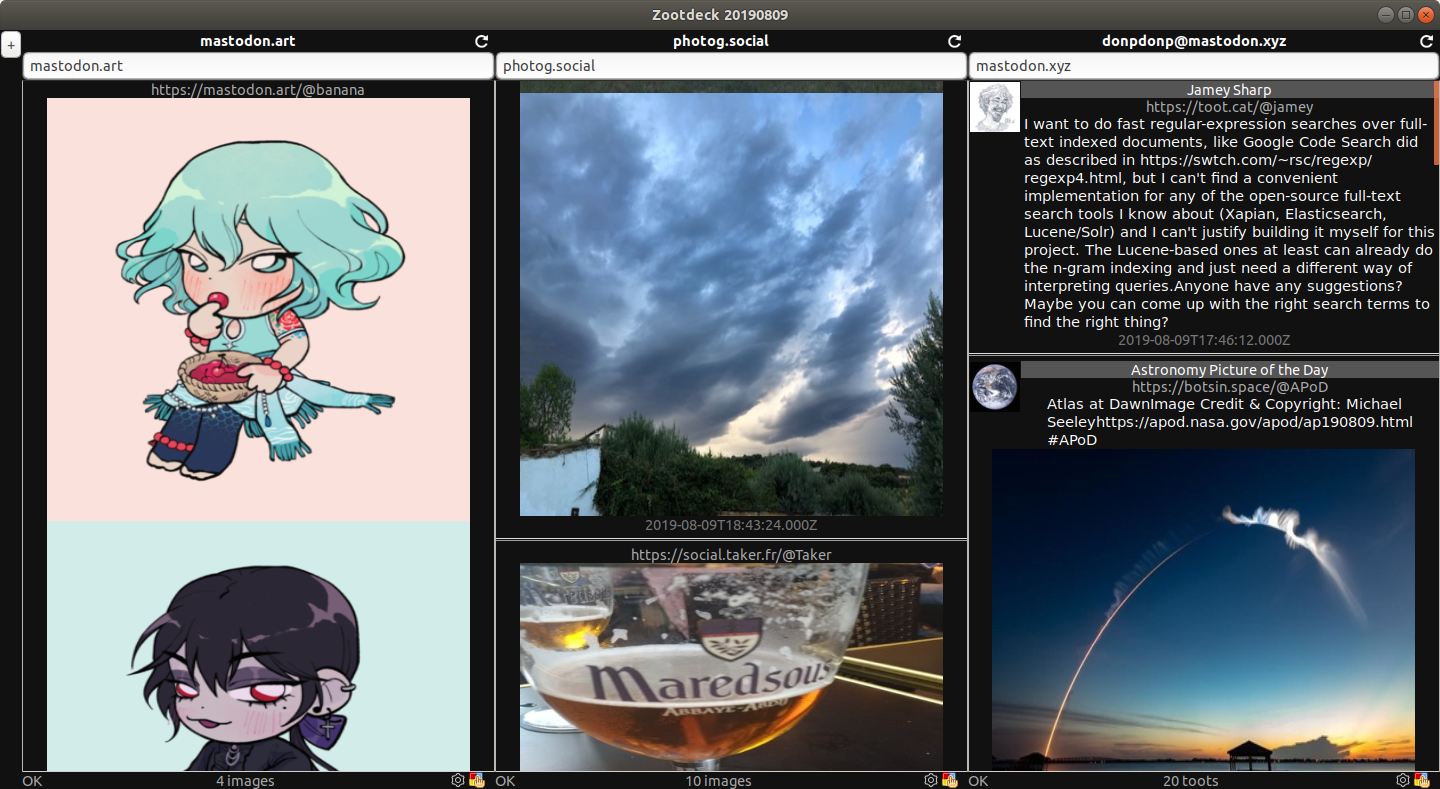 Zootdeck 20190809
+
mastodon.art
mastodon.art
https://mastodon.art/@banana
OK
4 images
photog.social
photog.social
2019-08-09T18:43:24.000Z
https://social.taker.fr/@Taker
Maredsous
ABBAYE-ABDIJ
OK
10 images
donpdonp@mastodon.xyz
mastodon.xyz
Jamey Sharp
https://toot.cat/@jamey
I want to do fast regular-expression searches over full-
text indexed documents, like Google Code Search did
as described in https://swtch.com/~rsc/regexp/
regexp4.html, but I can't find a convenient
implementation for any of the open-source full-text
search tools I know about (Xapian, Elasticsearch,
Lucene/Solr) and I can't justify building it myself for this
project. The Lucene-based ones at least can already do
the n-gram indexing and just need a different way of
interpreting queries.Anyone have any suggestions?
Maybe you can come up with the right search terms to
find the right thing?
2019-08-09T17:46:12.000Z
Astronomy Picture of the Day
https://botsin.space/@APoD
Atlas at DawnImage Credit & Copyright: Michael
Seeleyhttps://apod.nasa.gov/apod/ap190809.html
#APoD
OK
20 toots